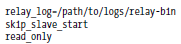 relay_log=/path/to/logs/relay-bin
skip_slave_start
read_only